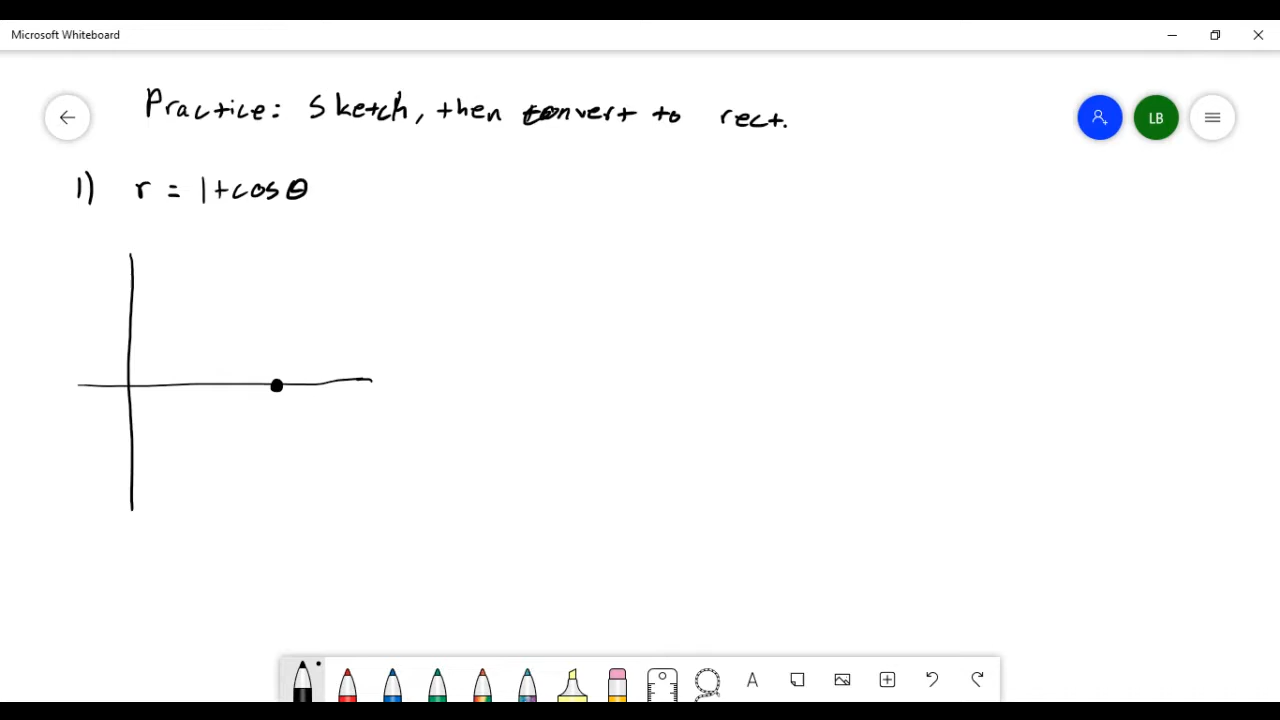 Microsoft Whiteboard
Practice: Sketch, then convert to rect.
LB
1) r = 1+cosθ
A